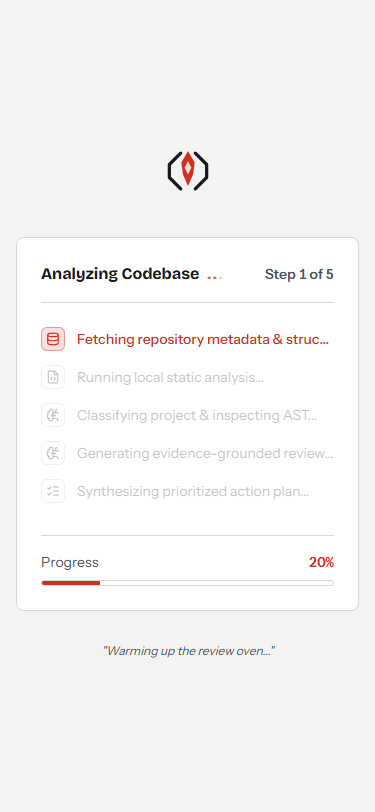 Analyzing Codebase ...
Step 1 of 5
Fetching repository metadata & struc...
Running local static analysis...
Classifying project & inspecting AST...
Generating evidence-grounded review...
Synthesizing prioritized action plan...
Progress
20%
"Warming up the review oven..."